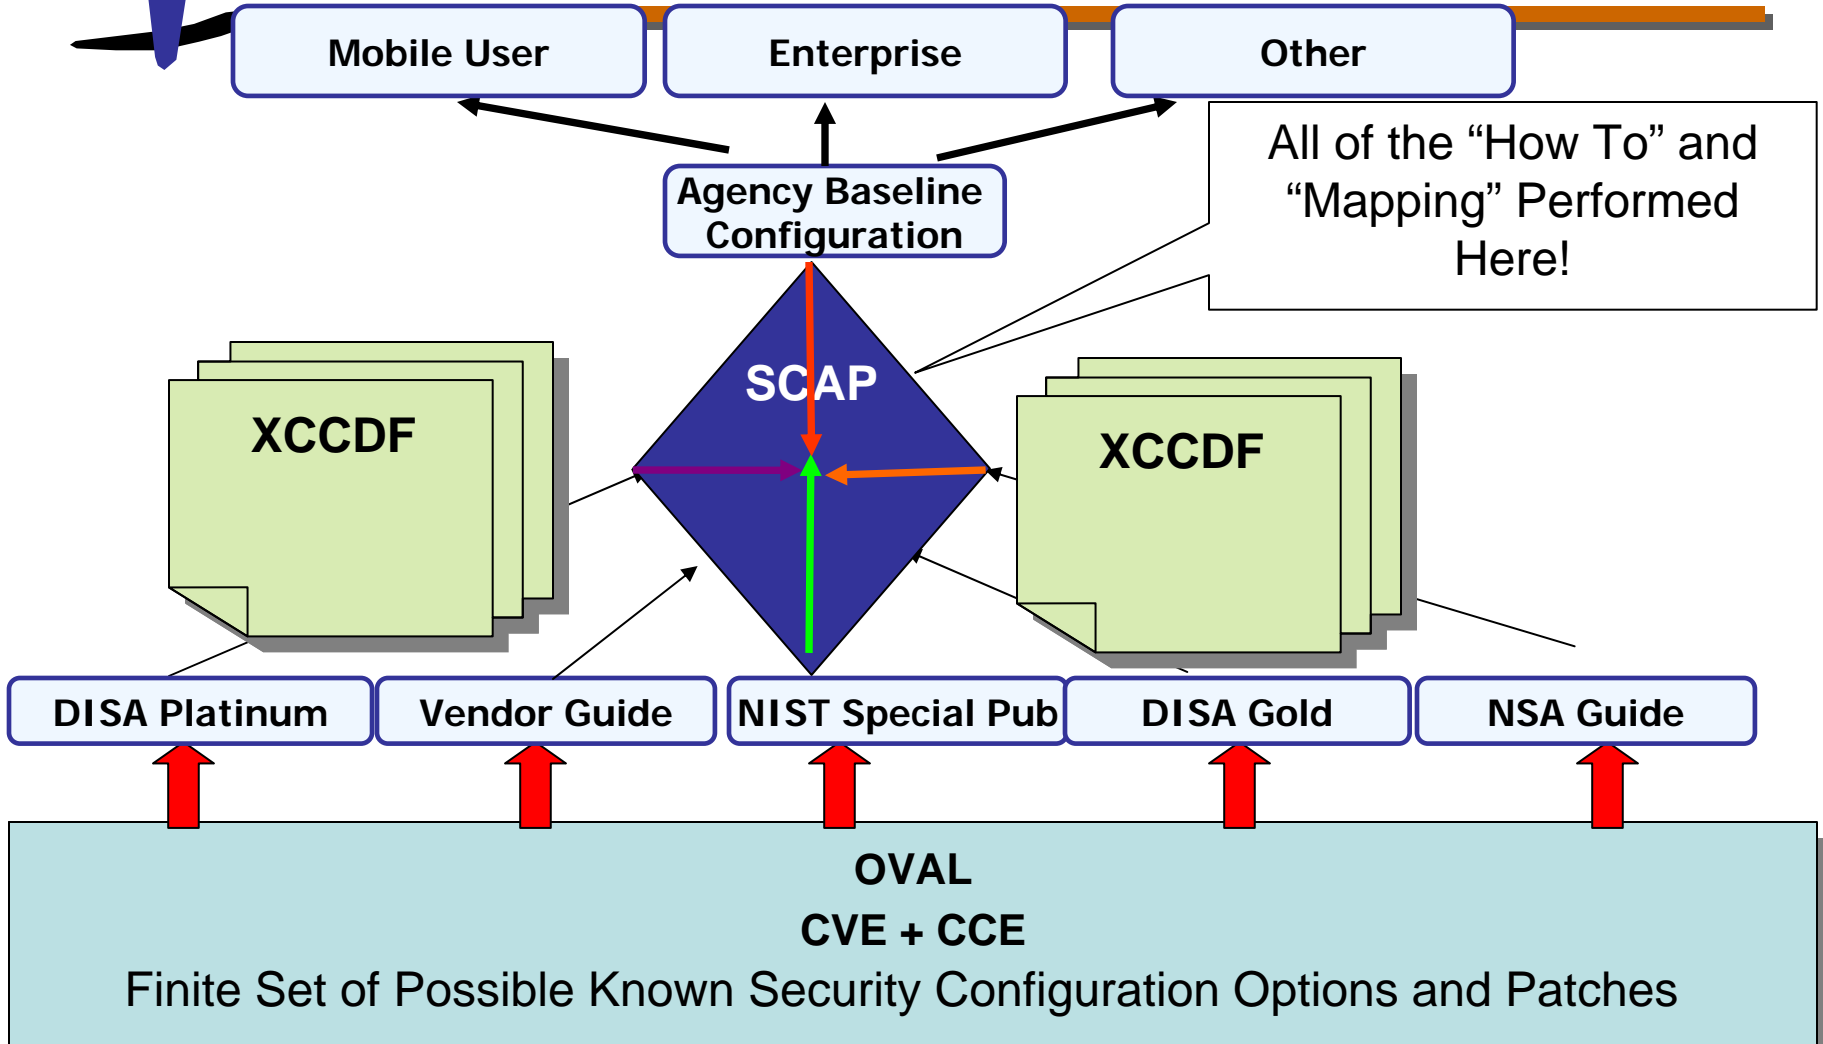 Mobile User
Enterprise
Other
All of the “How To” and
“Mapping” Performed
Here!
Agency Baseline
Configuration
SCAP
XCCDF
XCCDF
DISA Platinum
Vendor Guide
NIST Special Pub
DISA Gold
NSA Guide
OVAL
CVE + CCE
Finite Set of Possible Known Security Configuration Options and Patches